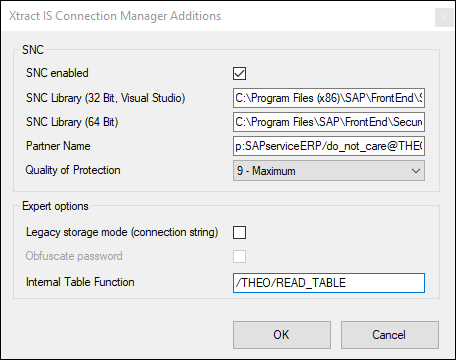 Xtract IS Connection Manager Additions
SNC
SNC enabled
SNC Library (32 Bit, Visual Studio) C:\Program Files (x86)\SAP\FrontEnd\S
SNC Library (64 Bit) C:\Program Files\SAP\FrontEnd\Secure
Partner Name p:SAPserviceERP/do_not_care@THE
Quality of Protection 9 - Maximum
Expert options
Legacy storage mode (connection string)
Obfuscate password
Internal Table Function /THEO/READ_TABLE
OK Cancel